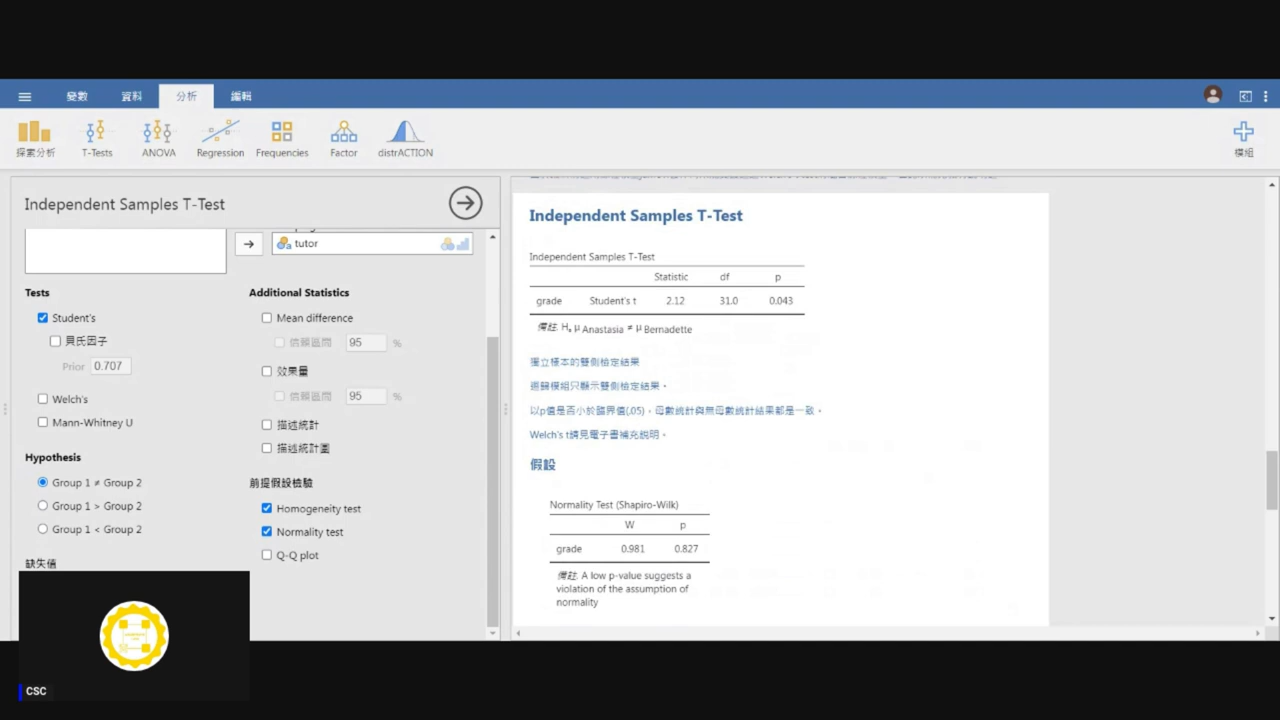 變數
資料
分析
編輯
探索分析
T-Tests
ANOVA
Regression
Frequencies
Factor
distrACTION
模組
Independent Samples T-Test
tutor
Tests
Student's
貝氏因子
Prior 0.707
Welch's
Mann-Whitney U
Hypothesis
Group 1 ≠ Group 2
Group 1 > Group 2
Group 1 < Group 2
缺失值
Additional Statistics
Mean difference
信賴區間 95 %
效果量
信賴區間 95 %
描述統計
描述統計圖
前提假設檢驗
Homogeneity test
Normality test
Q-Q plot
Independent Samples T-Test
Independent Samples T-Test
Statistic df p
grade Student's t 2.12 31.0 0.043
備註. Hₐ μ Anastasia ≠ μ Bernadette
獨立樣本的雙側檢定結果
迴歸模組只顯示雙側檢定結果。
以p值是否小於臨界值(.05)，母數統計與無母數統計結果都是一致。
Welch's t請見電子書補充說明。
假設
Normality Test (Shapiro-Wilk)
W p
grade 0.981 0.827
備註. A low p-value suggests a
violation of the assumption of
normality
CSC